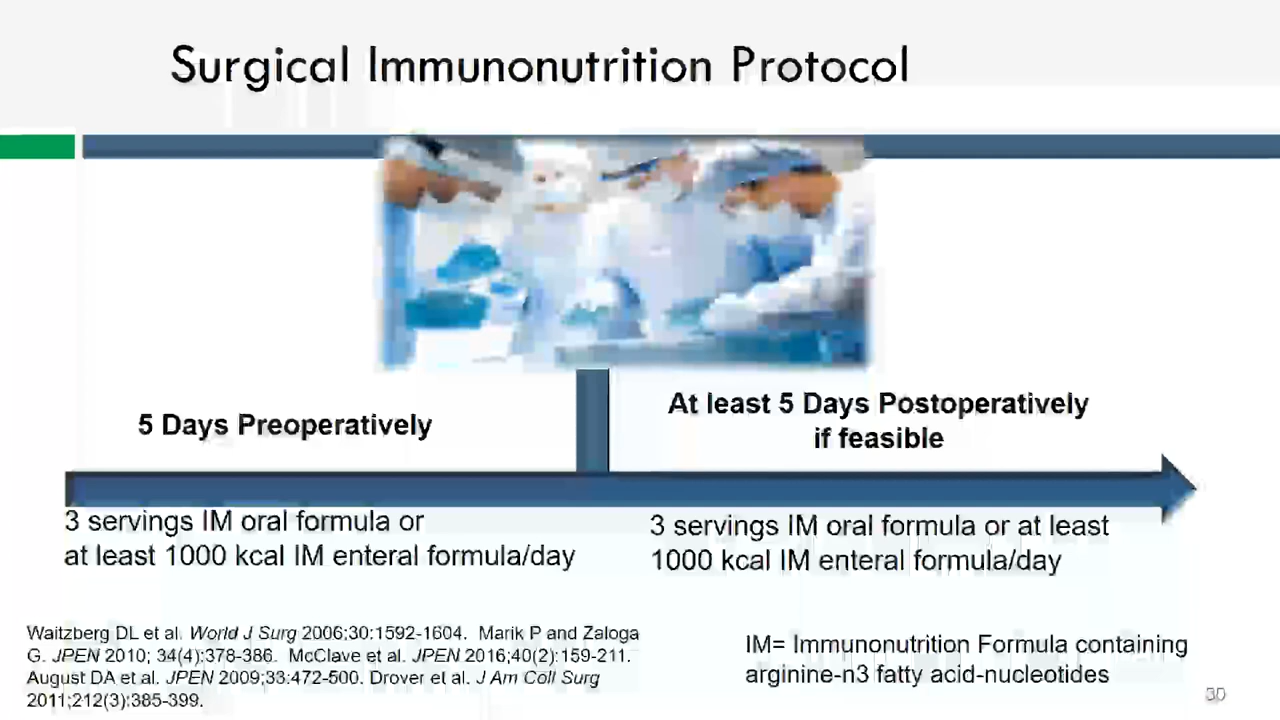 Surgical Immunonutrition Protocol
5 Days Preoperatively
At least 5 Days Postoperatively
if feasible
3 servings IM oral formula or
at least 1000 kcal IM enteral formula/day
3 servings IM oral formula or at least
1000 kcal IM enteral formula/day
Waitzberg DL et al. World J Surg 2006;30:1592-1604. Marik P and Zaloga
G. JPEN 2010; 34(4):378-386. McClave et al. JPEN 2016;40(2):159-211.
August DA et al. JPEN 2009;33:472-500. Drover et al. J Am Coll Surg
2011;212(3):385-399.
IM= Immunonutrition Formula containing
arginine-n3 fatty acid-nucleotides
30